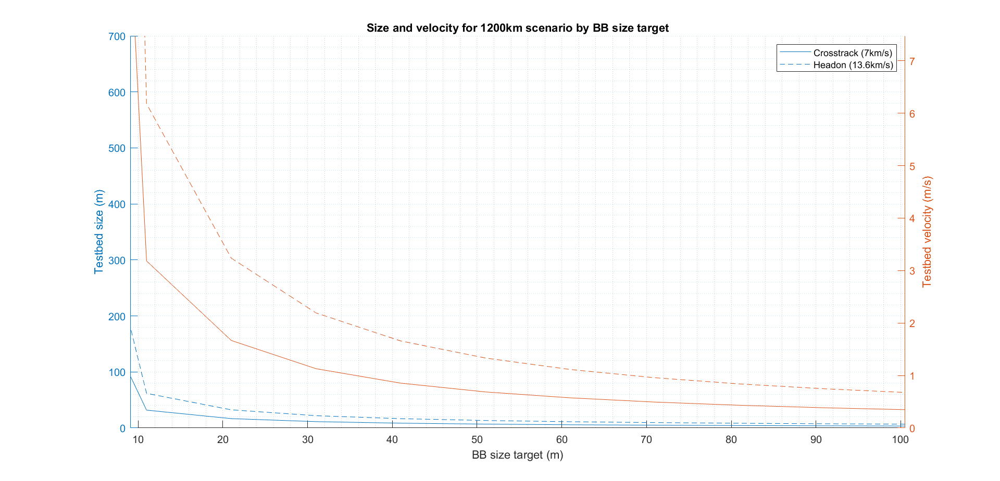 Size and velocity for 1200km scenario by BB size target
Crosstrack (7km/s)
Headon (13.6km/s)
Testbed size (m)
700
600
500
400
300
200
100
0
Testbed velocity (m/s)
7
6
5
4
3
2
1
0
10 20 30 40 50 60 70 80 90 100
BB size target (m)